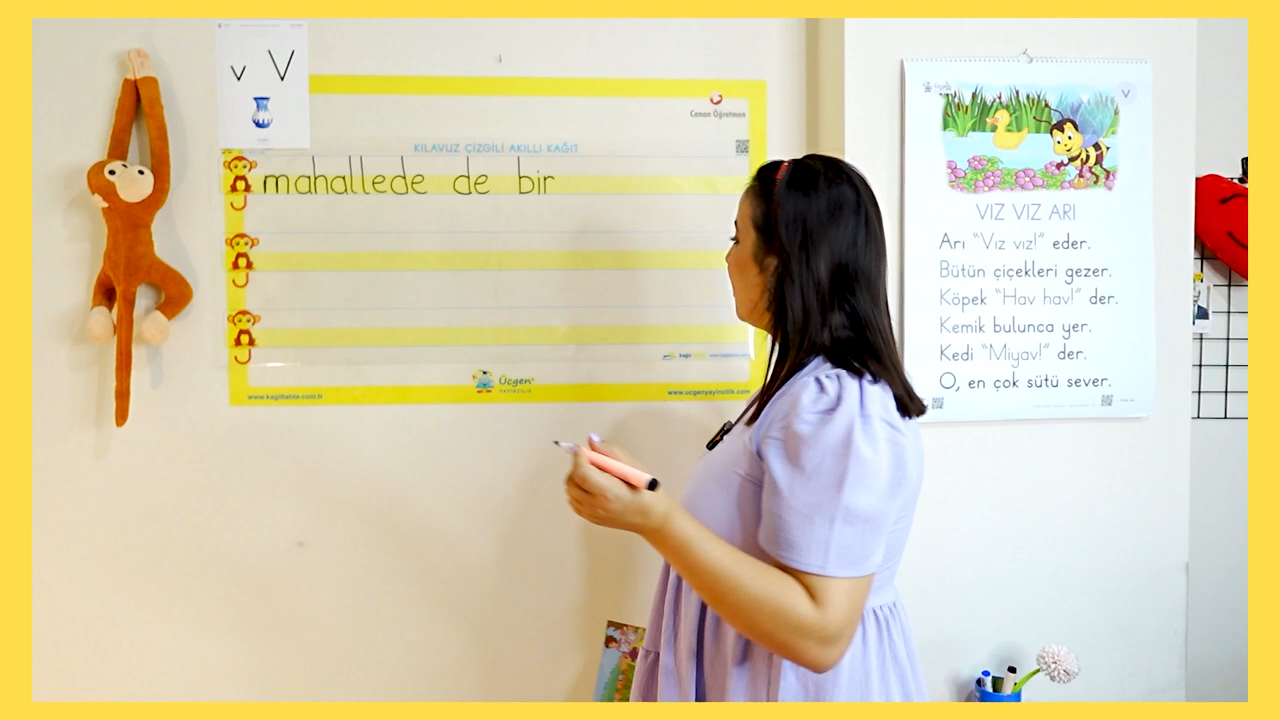 v V
Canan Öğretmen
KILAVUZ ÇİZGİLİ AKILLI KAĞIT
mahallede de bir
www.kagittahta.com.tr
Üçgen
YAYINCILIK
www.ucgenyayincilik.com
v
VIZ VIZ ARI
Arı “Vız vız!” eder.
Bütün çiçekleri gezer.
Köpek “Hav hav!” der.
Kemik bulunca yer.
Kedi “Miyav!” der.
O, en çok sütü sever.